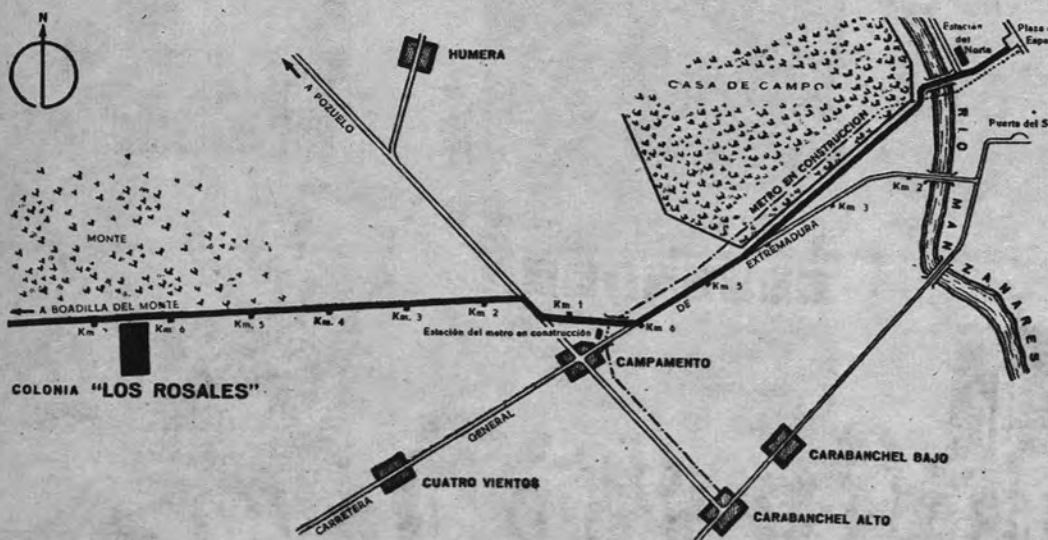 N
HUMERA
A POZUELO
CASA DE CAMPO
Estación
del
Norte
Plaza
Puerta del
RIO MANZANARES
METRO EN CONSTRUCCION
Km. 2
Km. 3
EXTREMADURA
DE
Km. 5
Km. 6
MONTE
A BOADILLA DEL MONTE
Km.
Km. 6
Km. 5
Km. 4
Km. 3
Km. 2
Km. 1
Estación del metro en construcción
CAMPAMENTO
COLONIA "LOS ROSALES"
GENERAL
CARRETERA
CUATRO VIENTOS
CARABANCHEL BAJO
CARABANCHEL ALTO